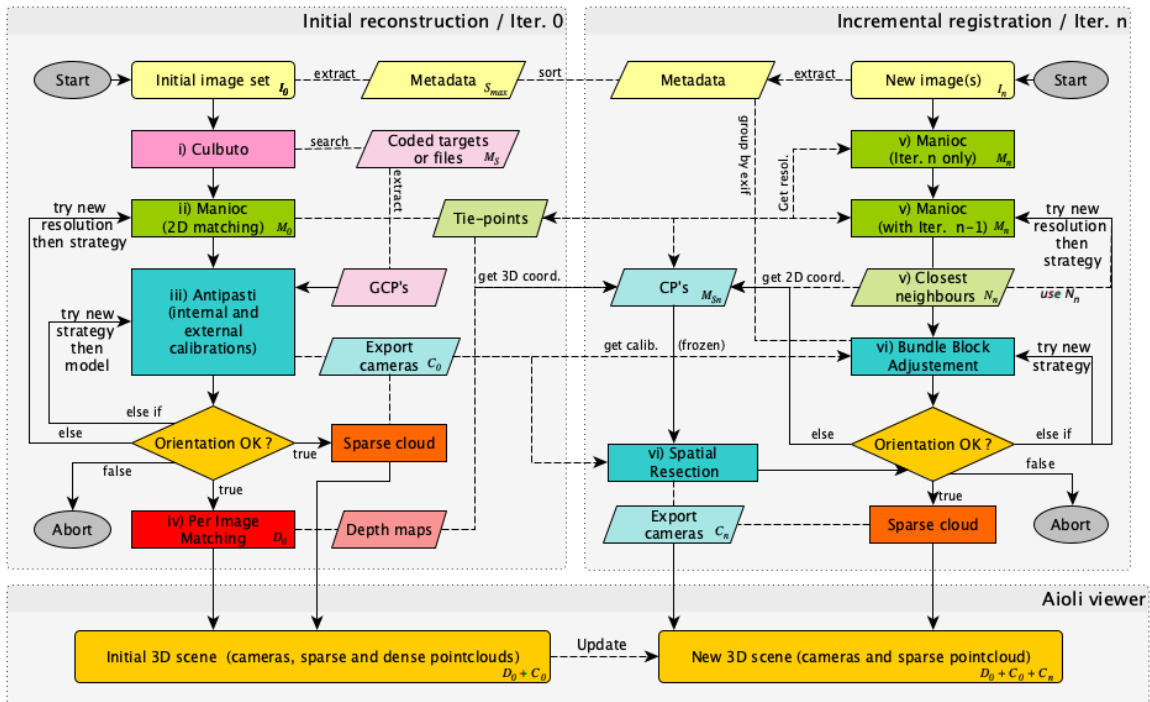 Initial reconstruction / Iter. 0
Incremental registration / Iter. n
Start
Initial image set
I₀
extract
Metadata
Sₘₐₓ
sort
Metadata
extract
New image(s)
Iₙ
Start
i) Culbuto
search
Coded targets
or files
M_S
extract
group by exif
Get resol.
v) Manioc
(Iter. n only)
Mₙ
try new
resolution
then strategy
ii) Manioc
(2D matching)
M₀
Tie-points
v) Manioc
(with Iter. n-1)
Mₙ
try new
resolution
then
strategy
iii) Antipasti
(internal and
external
calibrations)
GCP's
get 3D coord.
CP's
M_Sn
get 2D coord.
v) Closest
neighbours
Nₙ
use Nₙ
try new
strategy
then
model
Export
cameras
C₀
get calib.
(frozen)
vi) Bundle Block
Adjustement
try new
strategy
else if
else
Orientation OK ?
true
Sparse cloud
false
true
vi) Spatial
Resection
else
Orientation OK ?
else if
false
true
Abort
iv) Per Image
Matching
D₀
Depth maps
Export
cameras
Cₙ
Sparse cloud
Abort
Aioli viewer
Initial 3D scene (cameras, sparse and dense pointclouds)
D₀ + C₀
Update
New 3D scene (cameras and sparse pointcloud)
D₀ + C₀ + Cₙ